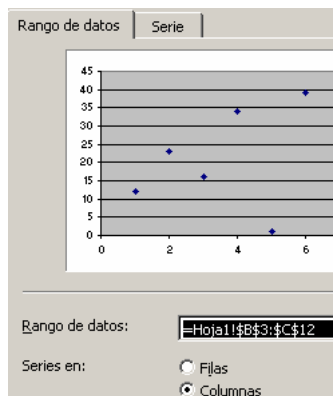 Rango de datos Serie
45
40
35
30
25
20
15
10
5
0
0 2 4 6
Rango de datos: =Hoja1!$B$3:$C$12
Series en: Filas
Columnas